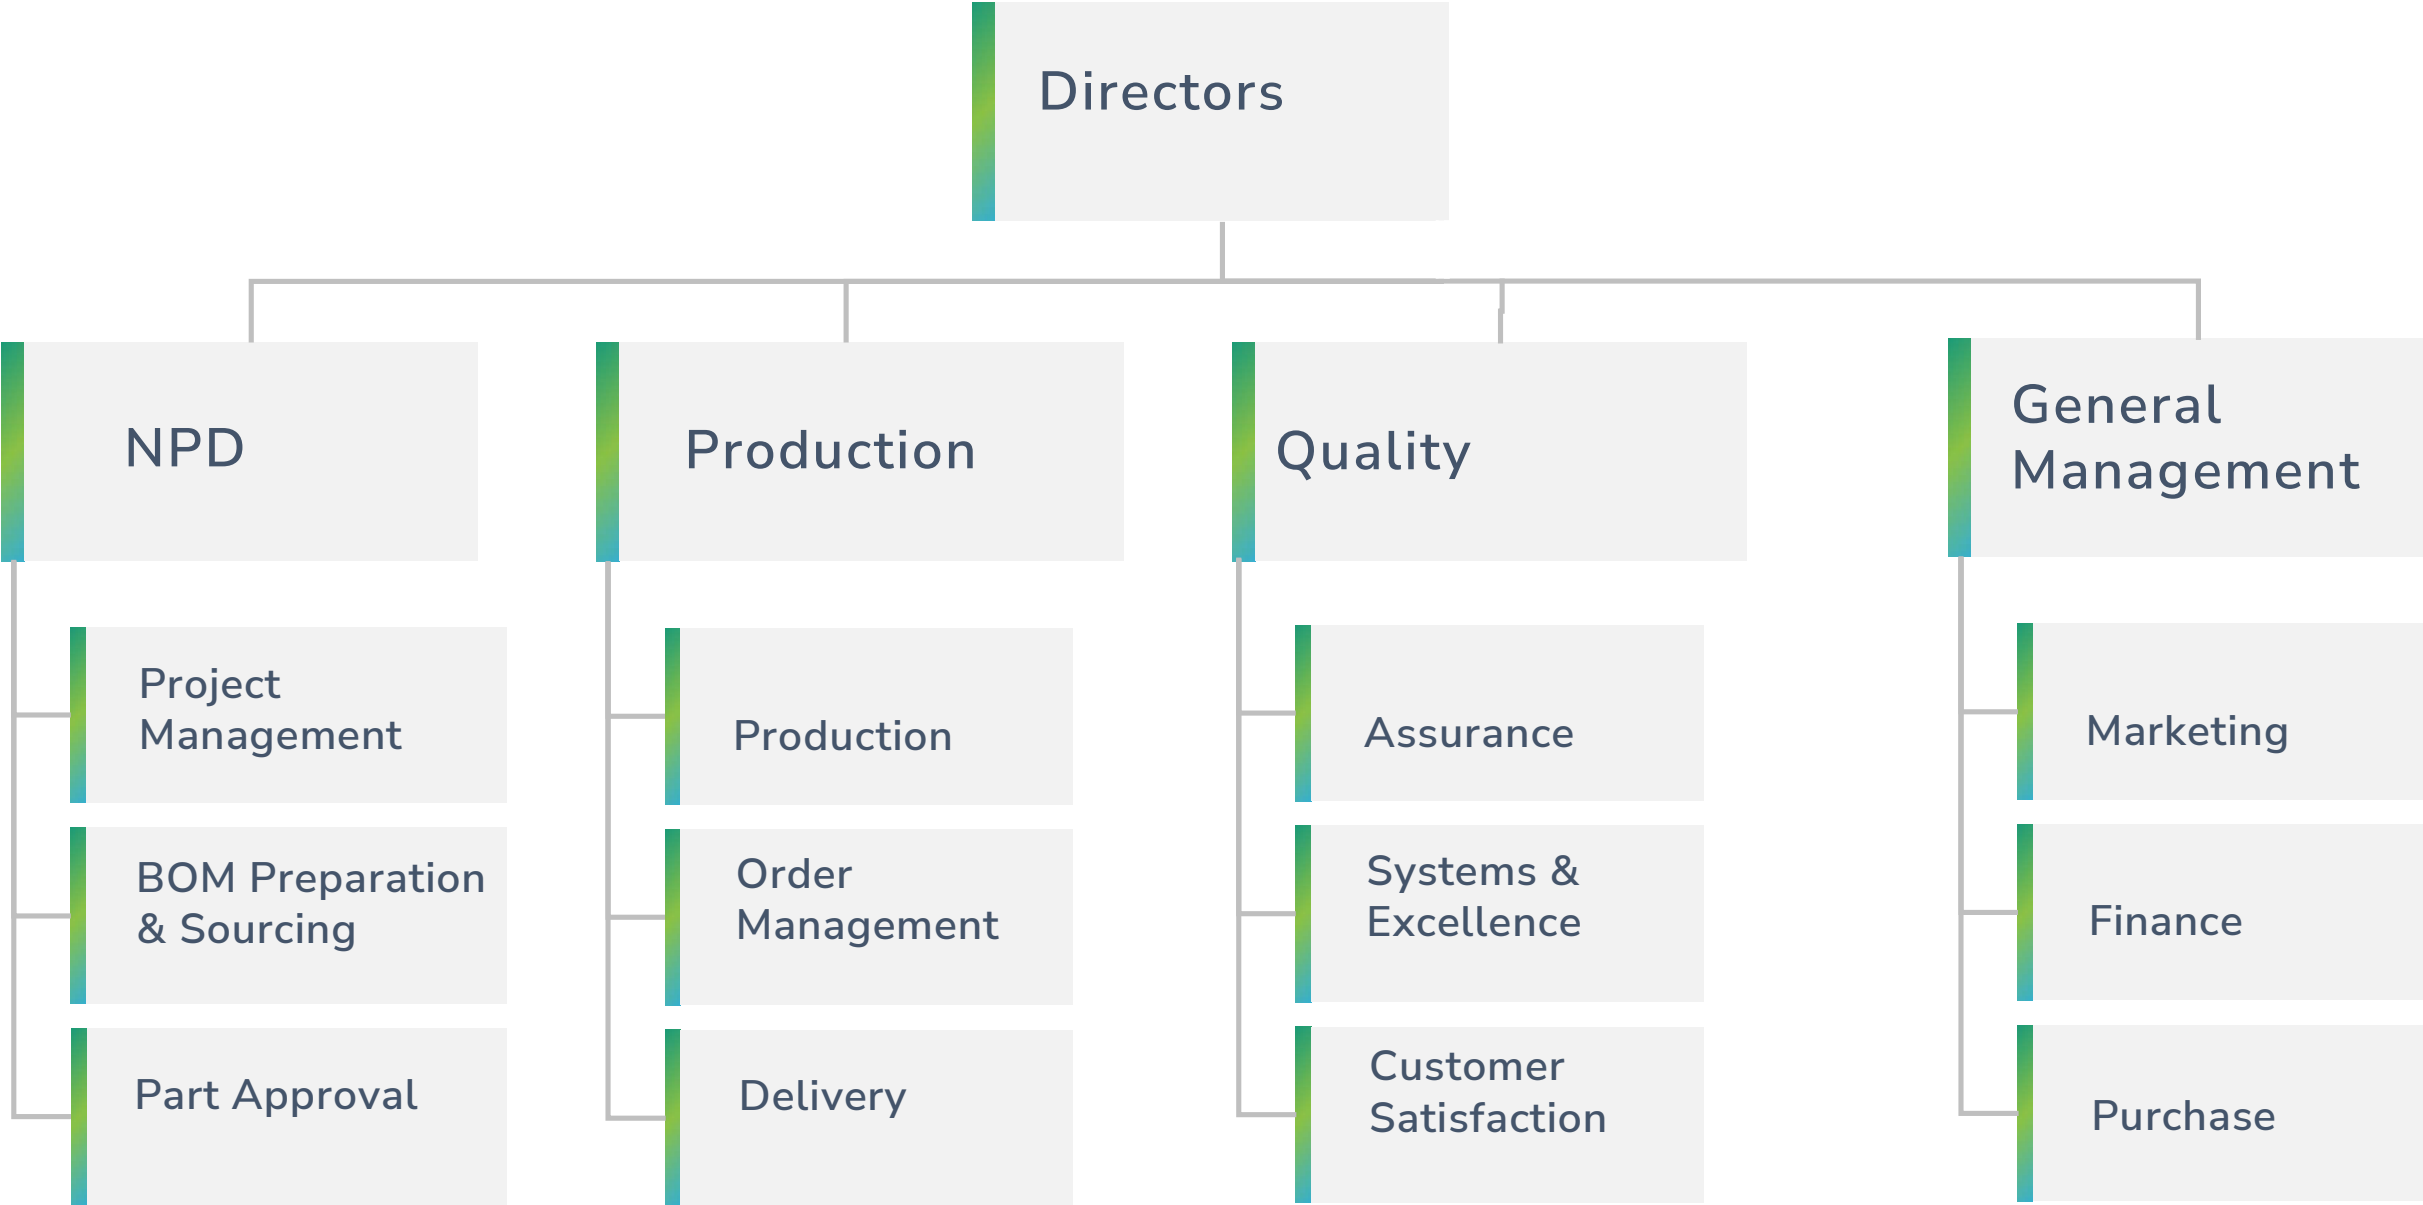 Directors
NPD
Production
Quality
General
Management
Project
Management
BOM Preparation
& Sourcing
Part Approval
Production
Order
Management
Delivery
Assurance
Systems &
Excellence
Customer
Satisfaction
Marketing
Finance
Purchase